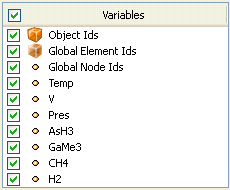 Variables
Object Ids
Global Element Ids
Global Node Ids
Temp
V
Pres
AsH3
GaMe3
CH4
H2